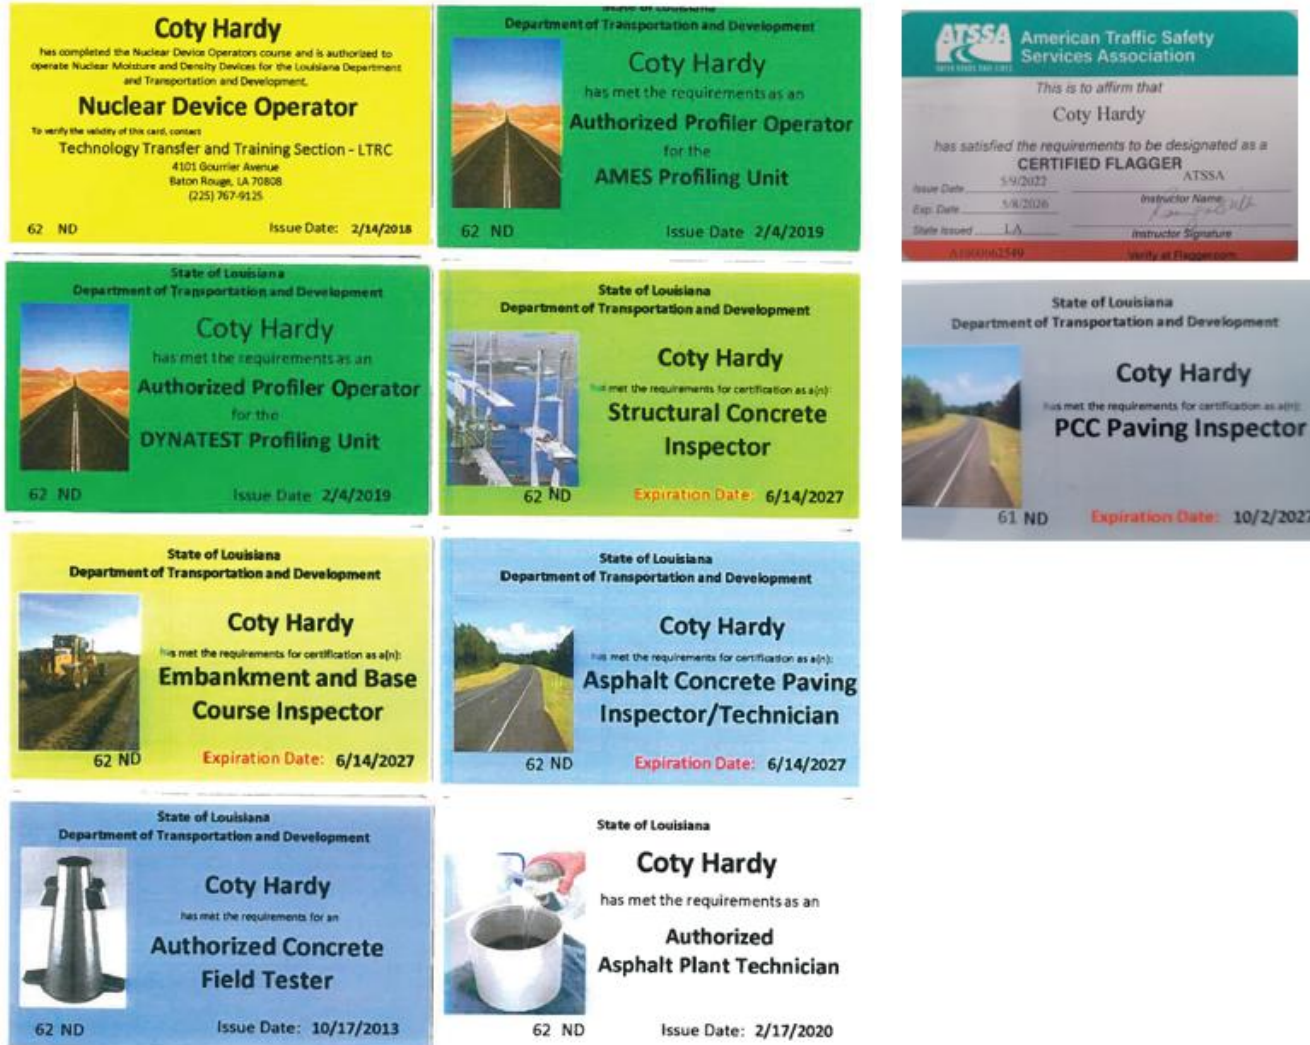 Coty Hardy
has completed the Nuclear Device Operators course and is authorized to
operate Nuclear Moisture and Density Devices for the Louisiana Department
and Transportation and Development.
Nuclear Device Operator
To verify the validity of this card, contact
Technology Transfer and Training Section - LTRC
4101 Gourrier Avenue
Baton Rouge, LA 70808
(225) 767-9125
62 ND Issue Date: 2/14/2018
State of Louisiana
Department of Transportation and Development
Coty Hardy
has met the requirements as an
Authorized Profiler Operator
for the
AMES Profiling Unit
62 ND Issue Date 2/4/2019
ATSSA
American Traffic Safety
Services Association
This is to affirm that
Coty Hardy
has satisfied the requirements to be designated as a
CERTIFIED FLAGGER
ATSSA
Issue Date 5/9/2022 Instructor Name
Exp. Date 5/8/2026
State Issued LA Instructor Signature
Verify at Flagger.com
State of Louisiana
Department of Transportation and Development
Coty Hardy
has met the requirements as an
Authorized Profiler Operator
for the
DYNATEST Profiling Unit
62 ND Issue Date 2/4/2019
State of Louisiana
Department of Transportation and Development
Coty Hardy
has met the requirements for certification as a(n):
Structural Concrete
Inspector
62 ND Expiration Date: 6/14/2027
State of Louisiana
Department of Transportation and Development
Coty Hardy
has met the requirements for certification as a(n):
PCC Paving Inspector
61 ND Expiration Date: 10/2/2027
State of Louisiana
Department of Transportation and Development
Coty Hardy
has met the requirements for certification as a(n):
Embankment and Base
Course Inspector
62 ND Expiration Date: 6/14/2027
State of Louisiana
Department of Transportation and Development
Coty Hardy
has met the requirements for certification as a(n):
Asphalt Concrete Paving
Inspector/Technician
62 ND Expiration Date: 6/14/2027
State of Louisiana
Department of Transportation and Development
Coty Hardy
has met the requirements for an
Authorized Concrete
Field Tester
62 ND Issue Date: 10/17/2013
State of Louisiana
Coty Hardy
has met the requirements as an
Authorized
Asphalt Plant Technician
62 ND Issue Date: 2/17/2020